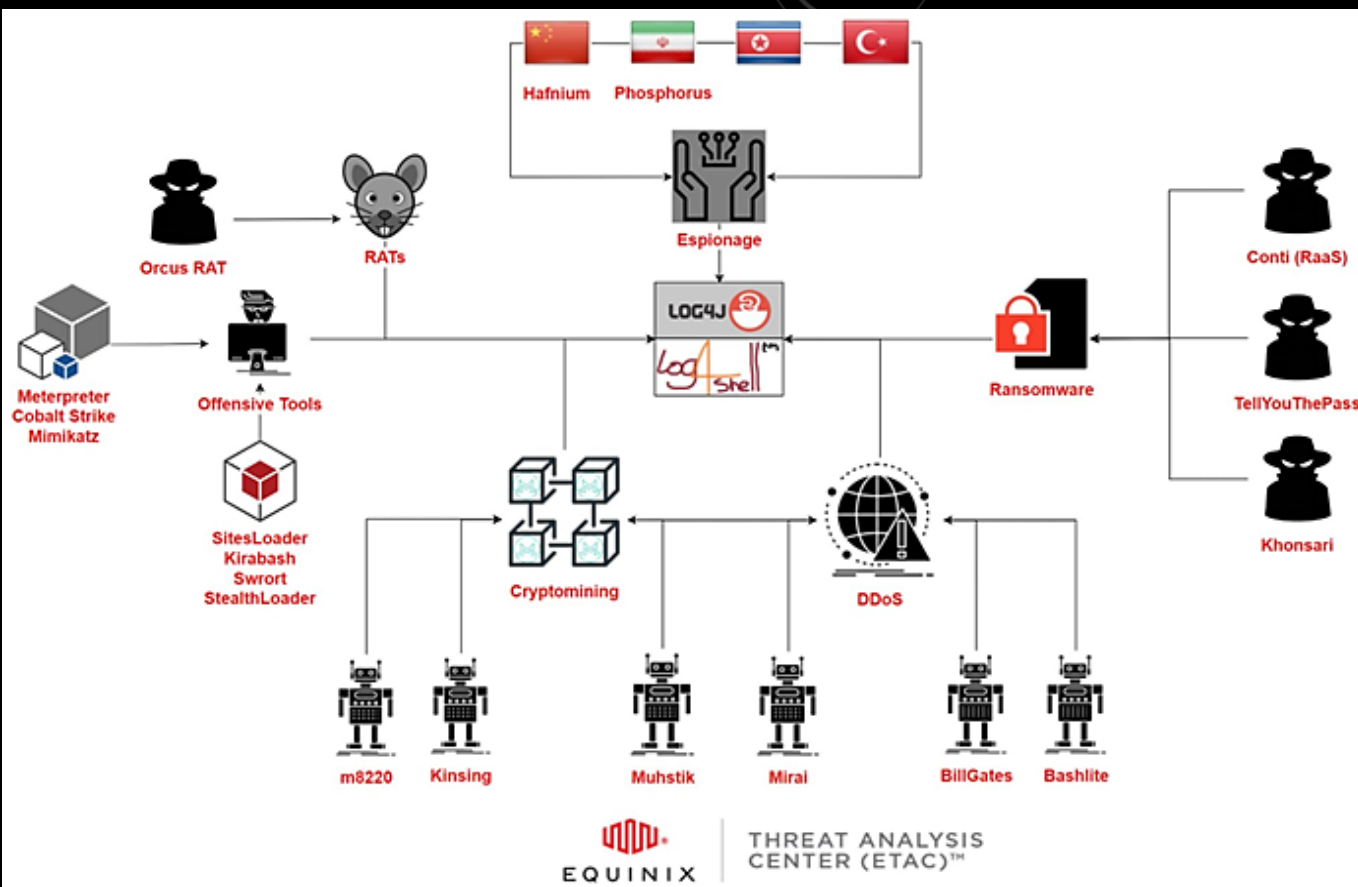 Hafnium
Phosphorus
Espionage
Orcus RAT
RATs
LOG4J
Log4Shell™
Conti (RaaS)
Meterpreter
Cobalt Strike
Mimikatz
Offensive Tools
Ransomware
TellYouThePass
SitesLoader
Kirabash
Swrort
StealthLoader
Cryptomining
DDoS
Khonsari
m8220
Kinsing
Muhstik
Mirai
BillGates
Bashlite
EQUINIX
THREAT ANALYSIS
CENTER (ETAC)™